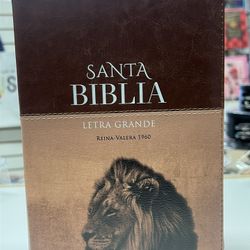 SANTA
BIBLIA
LETRA GRANDE
REINA-VALERA 1960